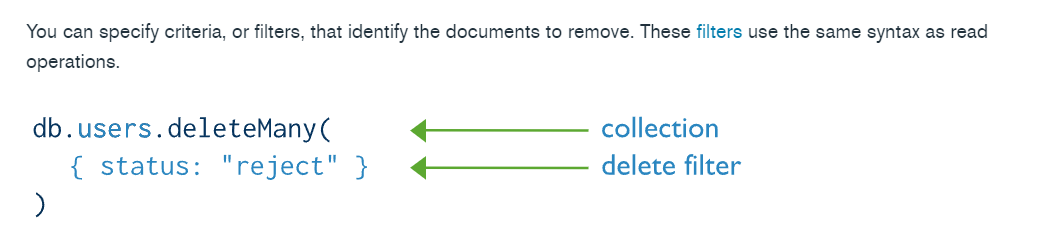 You can specify criteria, or filters, that identify the documents to remove. These filters use the same syntax as read
operations.
db.users.deleteMany( collection
{ status: "reject" } delete filter
)